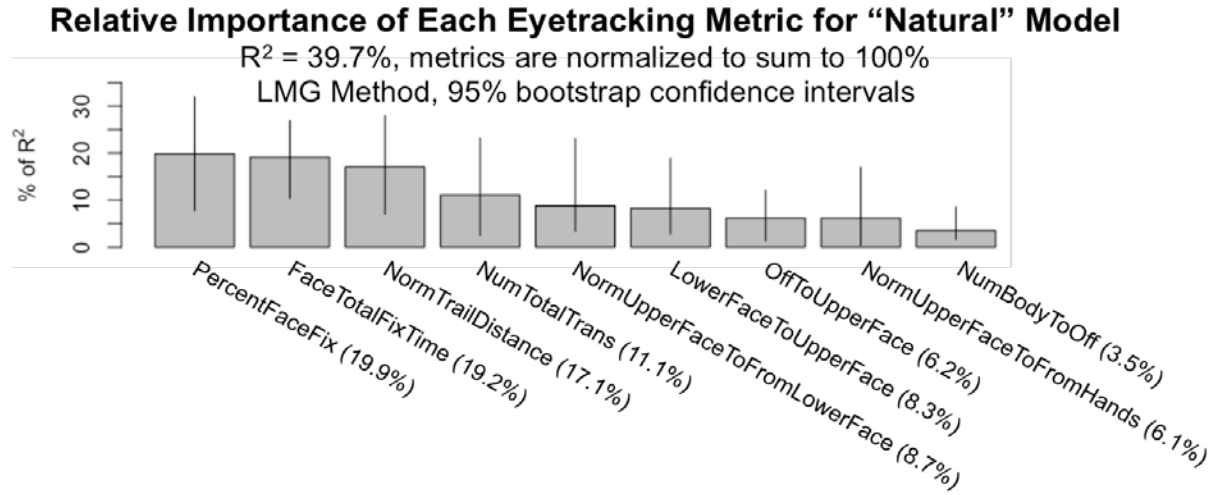 Relative Importance of Each Eyetracking Metric for “Natural” Model
R² = 39.7%, metrics are normalized to sum to 100%
LMG Method, 95% bootstrap confidence intervals
% of R²
30
20
10
0
PercentFaceFix (19.9%)
FaceTotalFixTime (19.2%)
NormTrailDistance (17.1%)
NumTotalTrans (11.1%)
NormUpperFaceToFromLowerFace (8.7%)
LowerFaceToUpperFace (8.3%)
OffToUpperFace (6.2%)
NormUpperFaceToFromHands (6.1%)
NumBodyToOff (3.5%)